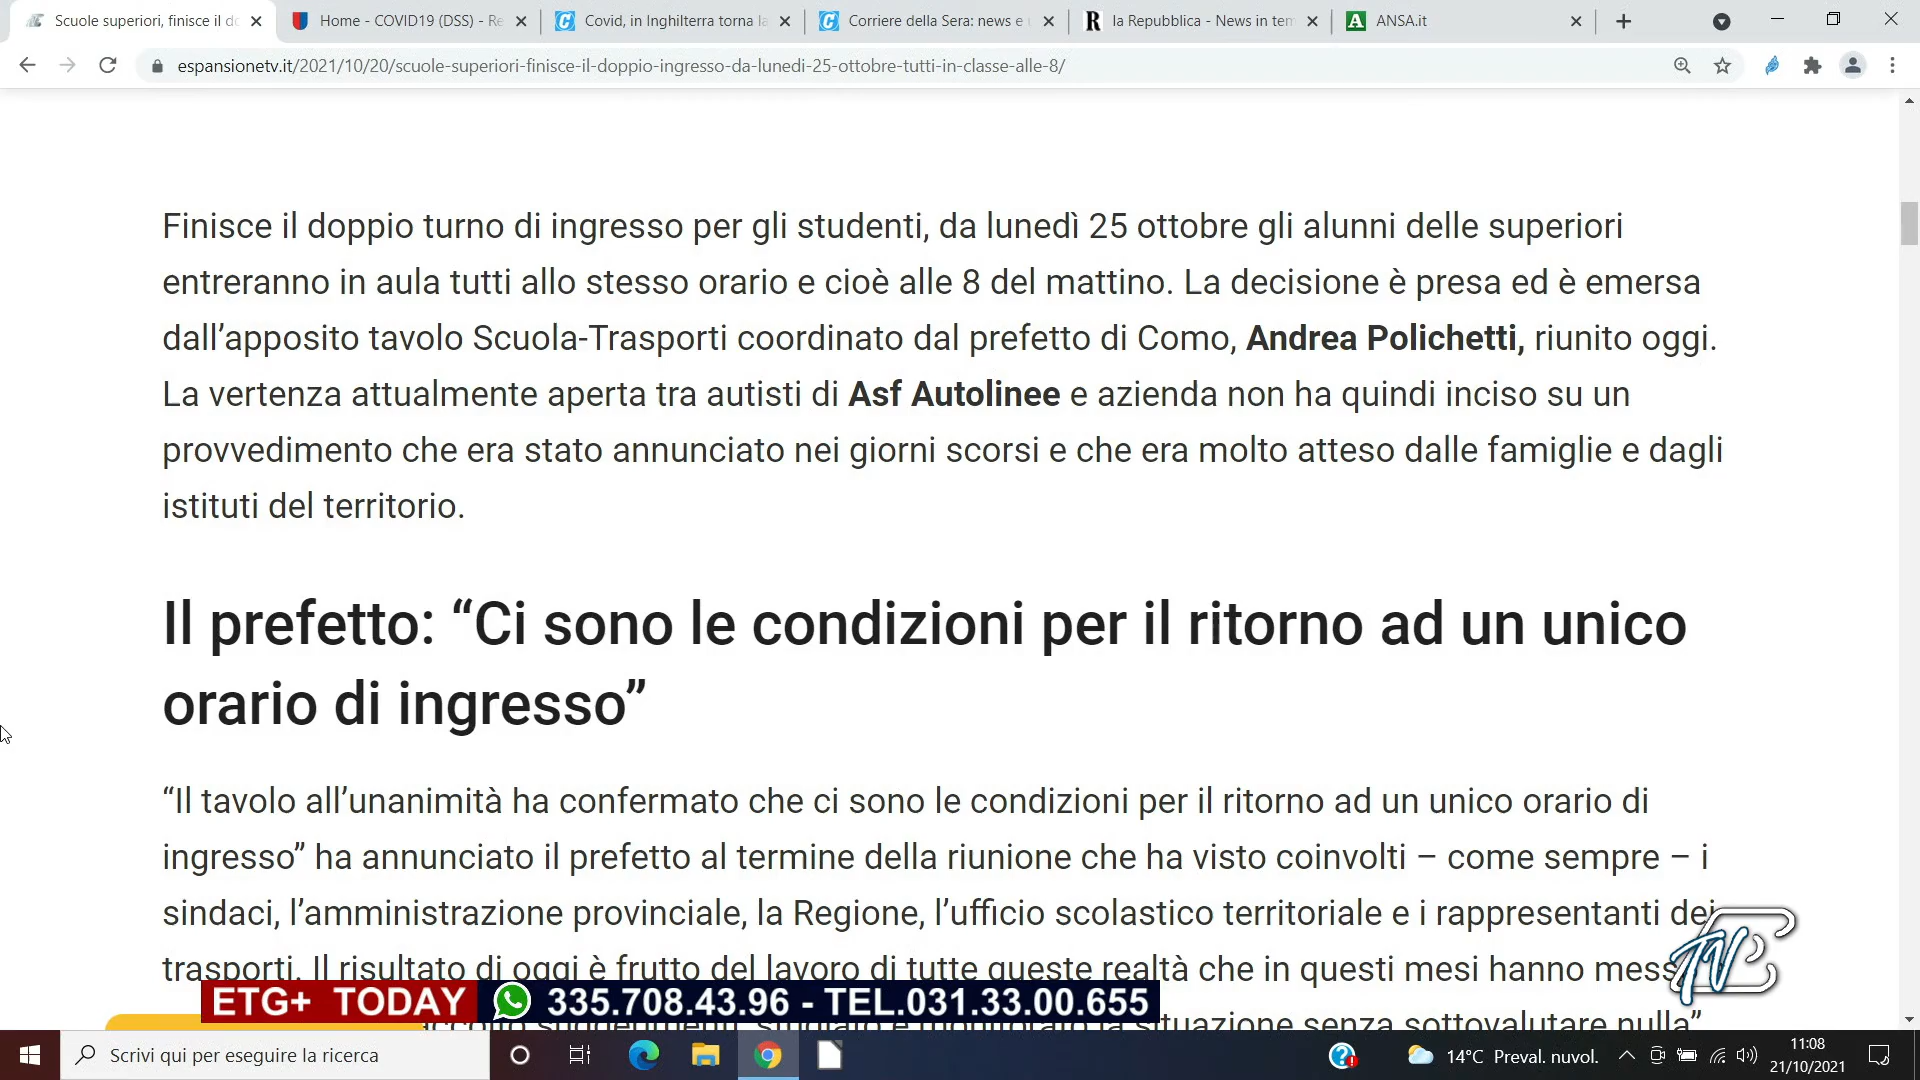 Scuole superiori, finisce il do
Home - COVID19 (DSS) - Re
Covid, in Inghilterra torna la
Corriere della Sera: news e u
la Repubblica - News in tem
ANSA.it
espansionetv.it/2021/10/20/scuole-superiori-finisce-il-doppio-ingresso-da-lunedi-25-ottobre-tutti-in-classe-alle-8/
Finisce il doppio turno di ingresso per gli studenti, da lunedì 25 ottobre gli alunni delle superiori
entreranno in aula tutti allo stesso orario e cioè alle 8 del mattino. La decisione è presa ed è emersa
dall’apposito tavolo Scuola-Trasporti coordinato dal prefetto di Como, Andrea Polichetti, riunito oggi.
La vertenza attualmente aperta tra autisti di Asf Autolinee e azienda non ha quindi inciso su un
provvedimento che era stato annunciato nei giorni scorsi e che era molto atteso dalle famiglie e dagli
istituti del territorio.
Il prefetto: “Ci sono le condizioni per il ritorno ad un unico
orario di ingresso”
“Il tavolo all’unanimità ha confermato che ci sono le condizioni per il ritorno ad un unico orario di
ingresso” ha annunciato il prefetto al termine della riunione che ha visto coinvolti – come sempre – i
sindaci, l’amministrazione provinciale, la Regione, l’ufficio scolastico territoriale e i rappresentanti dei
trasporti. Il risultato di oggi è frutto del lavoro di tutte queste realtà che in questi mesi hanno mess
situazione senza sottovalutare nulla”
ETG+ TODAY 335.708.43.96 - TEL.031.33.00.655
Scrivi qui per eseguire la ricerca
14°C Preval. nuvol.
11:08
21/10/2021